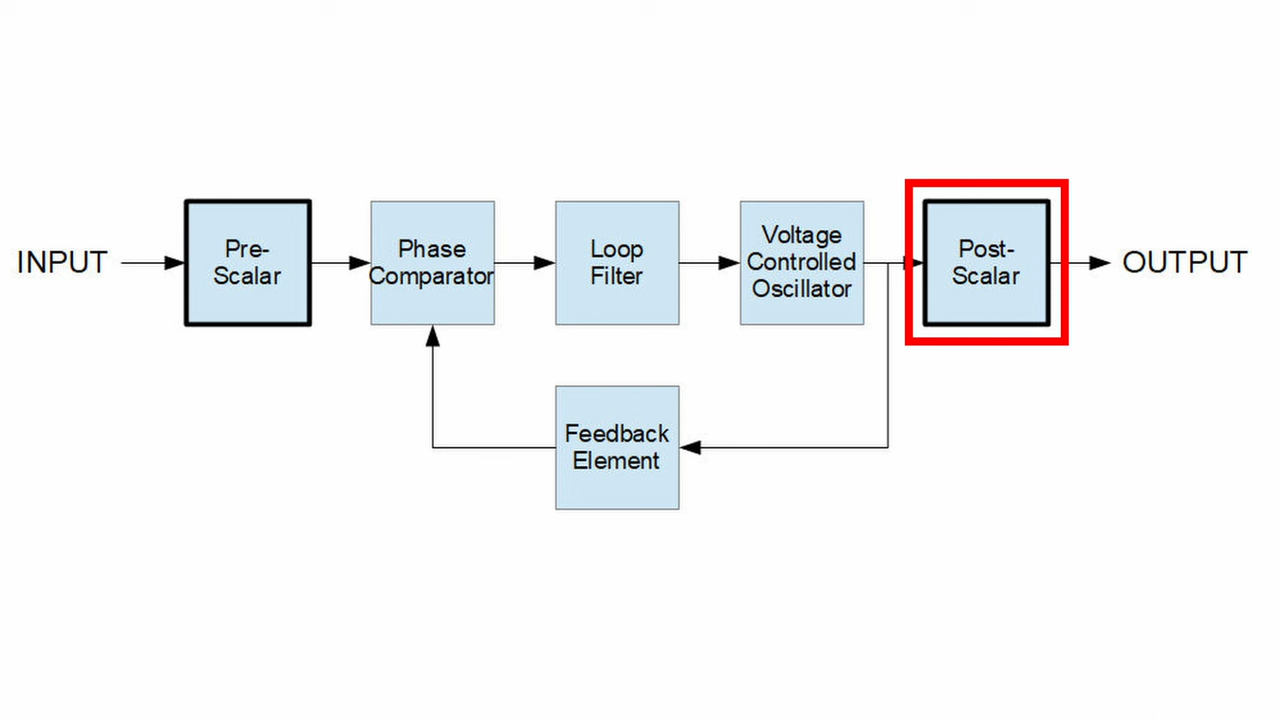 INPUT
Pre-
Scalar
Phase
Comparator
Loop
Filter
Voltage
Controlled
Oscillator
Post-
Scalar
OUTPUT
Feedback
Element